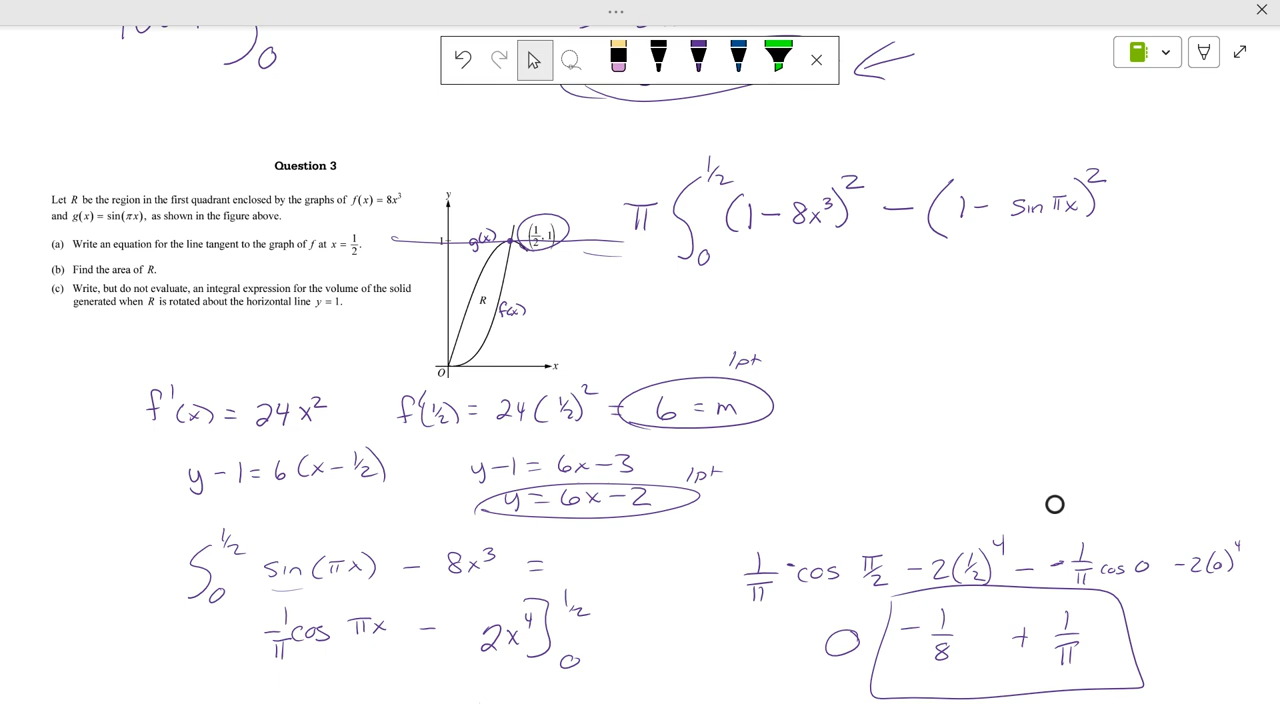 0
Question 3
Let R be the region in the first quadrant enclosed by the graphs of f(x) = 8x³
and g(x) = sin(πx), as shown in the figure above.
(a) Write an equation for the line tangent to the graph of f at x = 1/2.
(b) Find the area of R.
(c) Write, but do not evaluate, an integral expression for the volume of the solid
generated when R is rotated about the horizontal line y = 1.
y
1
g(x)
(1/2, 1)
R
f(x)
O
x
π ∫₀^1/2 (1 - 8x³)² - (1 - sin πx)²
1pt
f'(x) = 24x² f'(1/2) = 24(1/2)² = 6 = m
y - 1 = 6(x - 1/2) y - 1 = 6x - 3 1pt
y = 6x - 2
∫₀^1/2 sin(πx) - 8x³ =
-1/π cos πx - 2x⁴]₀^1/2
1/π · cos π/2 - 2(1/2)⁴ - -1/π cos 0 - 2(0)⁴
0 - 1/8 + 1/π